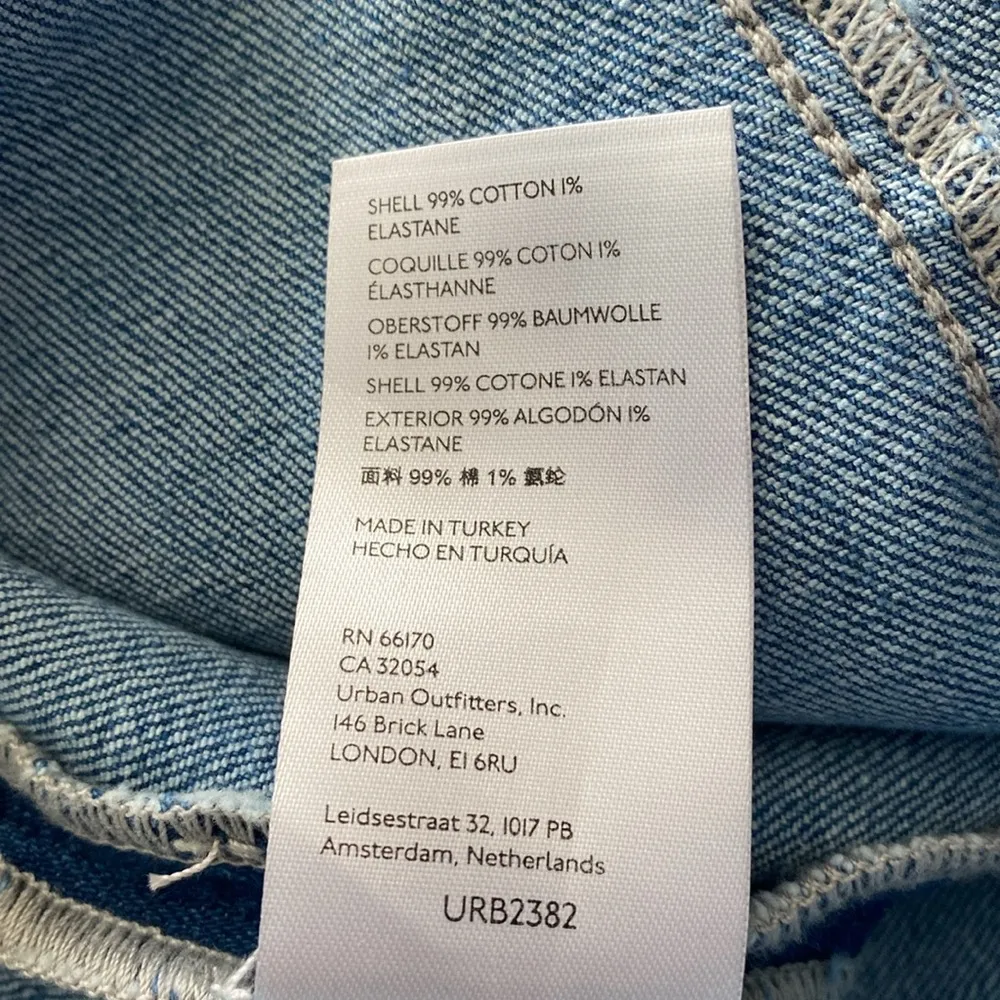 SHELL 99% COTTON 1%
ELASTANE
COQUILLE 99% COTON 1%
ÉLASTHANNE
OBERSTOFF 99% BAUMWOLLE
1% ELASTAN
SHELL 99% COTONE 1% ELASTAN
EXTERIOR 99% ALGODÓN 1%
ELASTANE
面料 99% 棉 1% 氨纶
MADE IN TURKEY
HECHO EN TURQUÍA
RN 66170
CA 32054
Urban Outfitters, Inc.
146 Brick Lane
LONDON, E1 6RU
Leidsestraat 32, 1017 PB
Amsterdam, Netherlands
URB2382